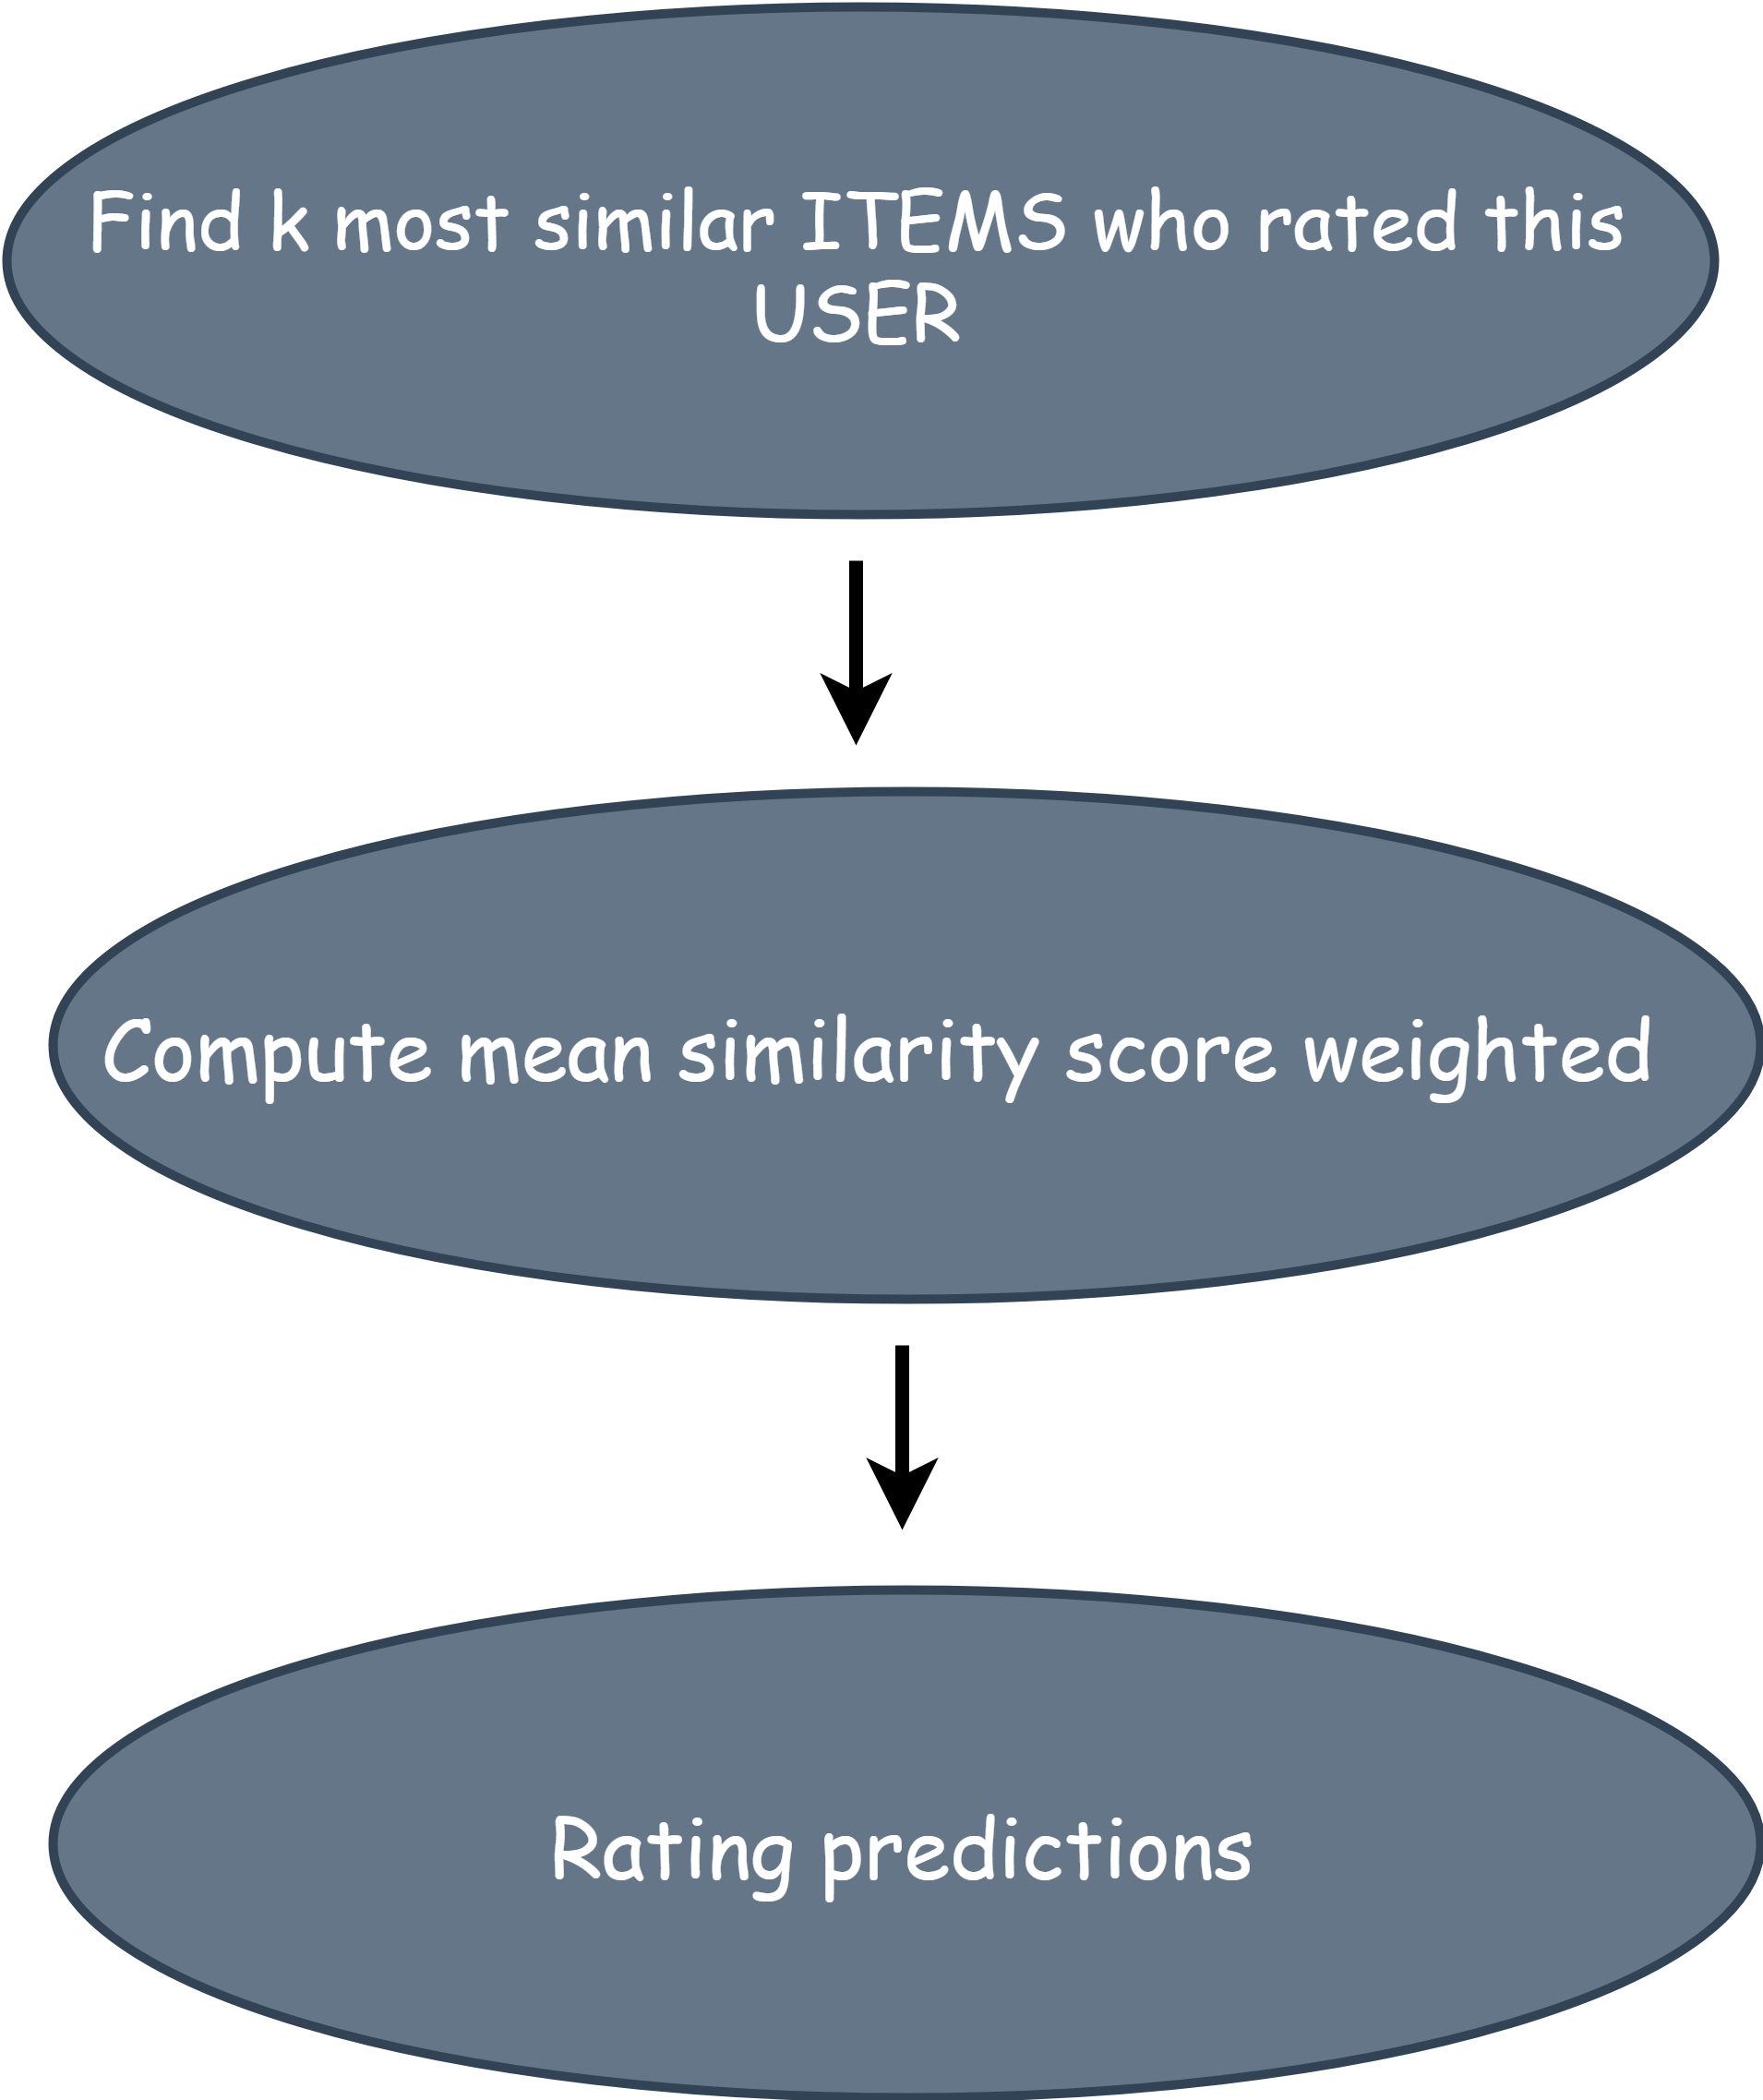 Find k most similar ITEMS who rated this
USER
Compute mean similarity score weighted
Rating predictions